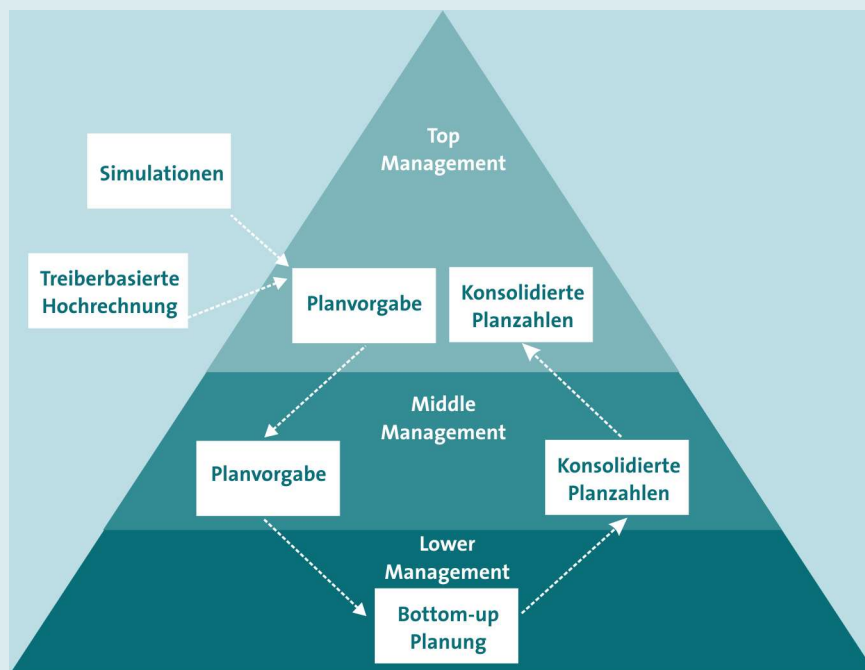 Top
Management
Simulationen
Treiberbasierte
Hochrechnung
Planvorgabe
Konsolidierte
Planzahlen
Middle
Management
Planvorgabe
Konsolidierte
Planzahlen
Lower
Management
Bottom-up
Planung